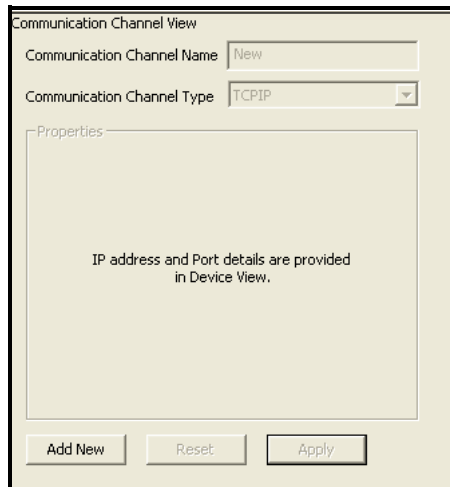 Communication Channel View
Communication Channel Name New
Communication Channel Type TCPIP
Properties
IP address and Port details are provided
in Device View.
Add New Reset Apply